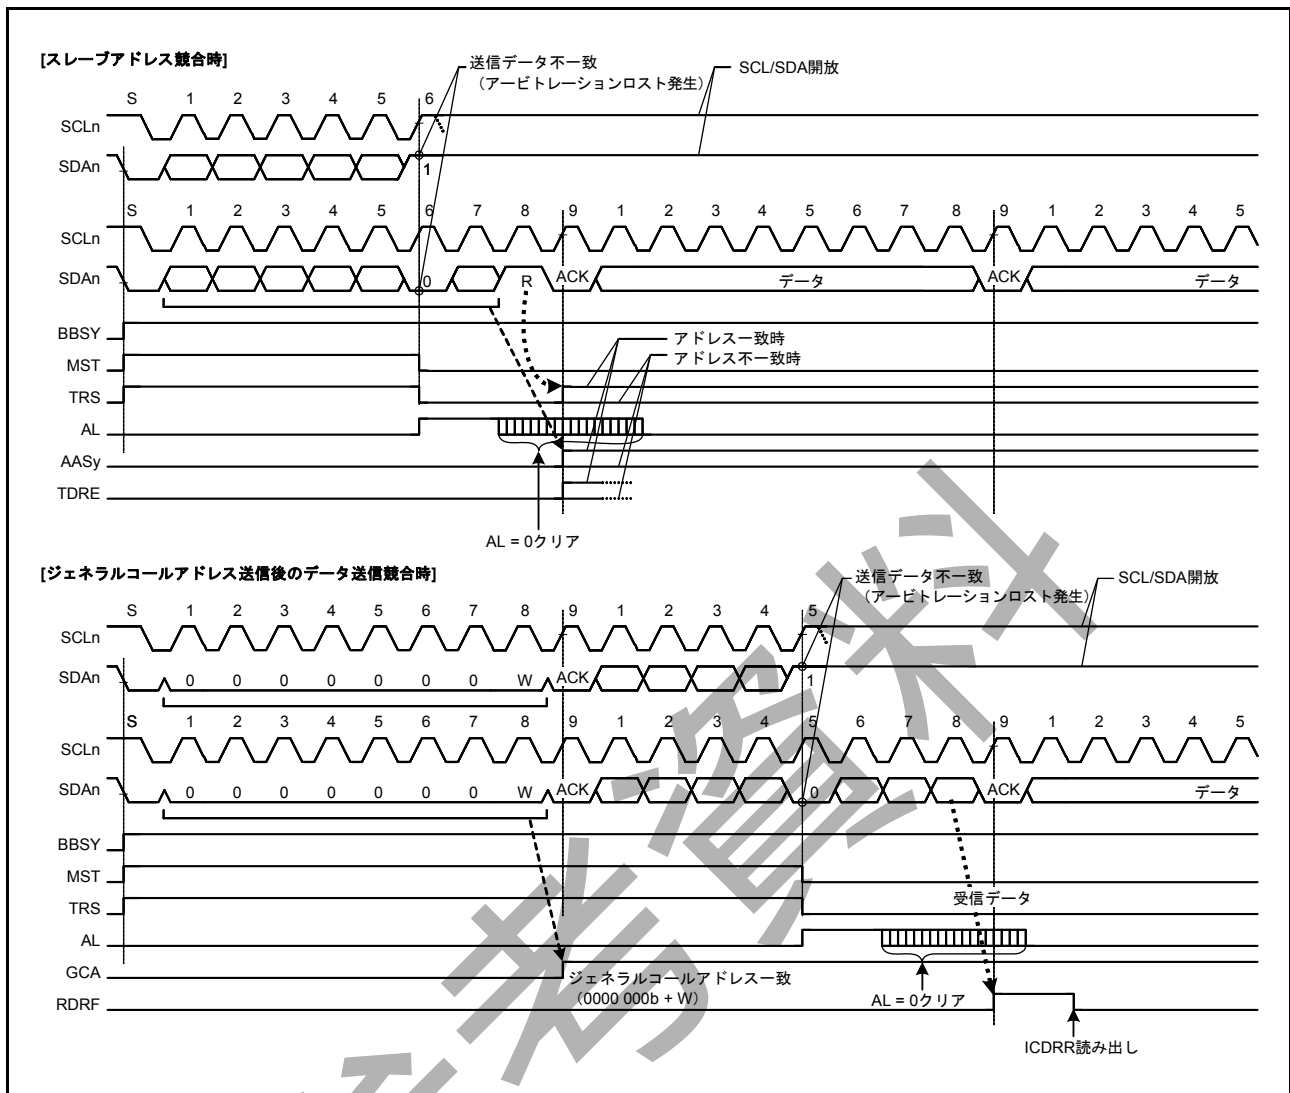 [スレーブアドレス競合時]
送信データ不一致
（アービトレーションロスト発生）
SCL/SDA開放
S 1 2 3 4 5 6
SCLn
SDAn
1
S 1 2 3 4 5 6 7 8 9 1 2 3 4 5 6 7 8 9 1 2 3 4 5
SCLn
SDAn 0 R ACK データ ACK データ
BBSY
アドレス一致時
MST
アドレス不一致時
TRS
AL
AASy
TDRE
AL = 0クリア
[ジェネラルコールアドレス送信後のデータ送信競合時]
送信データ不一致
（アービトレーションロスト発生）
SCL/SDA開放
S 1 2 3 4 5 6 7 8 9 1 2 3 4 5
SCLn
SDAn 0 0 0 0 0 0 0 W ACK 1
S 1 2 3 4 5 6 7 8 9 1 2 3 4 5 6 7 8 9 1 2 3 4 5
SCLn
SDAn 0 0 0 0 0 0 0 W ACK 0 ACK データ
BBSY
MST
TRS
受信データ
AL
GCA
ジェネラルコールアドレス一致
（0000 000b + W）
AL = 0クリア
RDRF
ICDRR読み出し
考資料